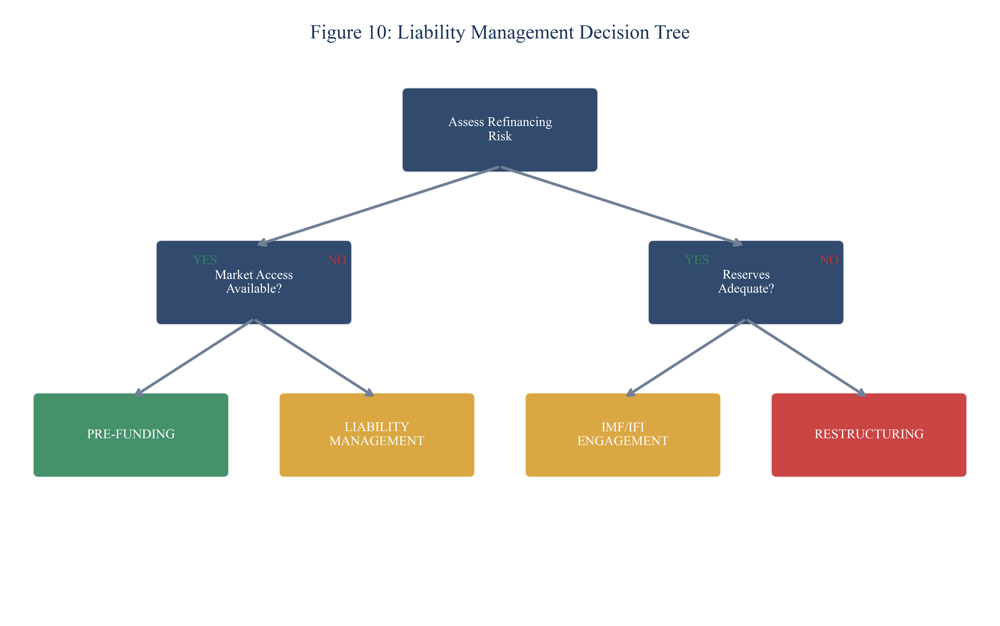 Figure 10: Liability Management Decision Tree
Assess Refinancing
Risk
YES
NO
Market Access
Available?
YES
NO
Reserves
Adequate?
PRE-FUNDING
LIABILITY
MANAGEMENT
IMF/IFI
ENGAGEMENT
RESTRUCTURING